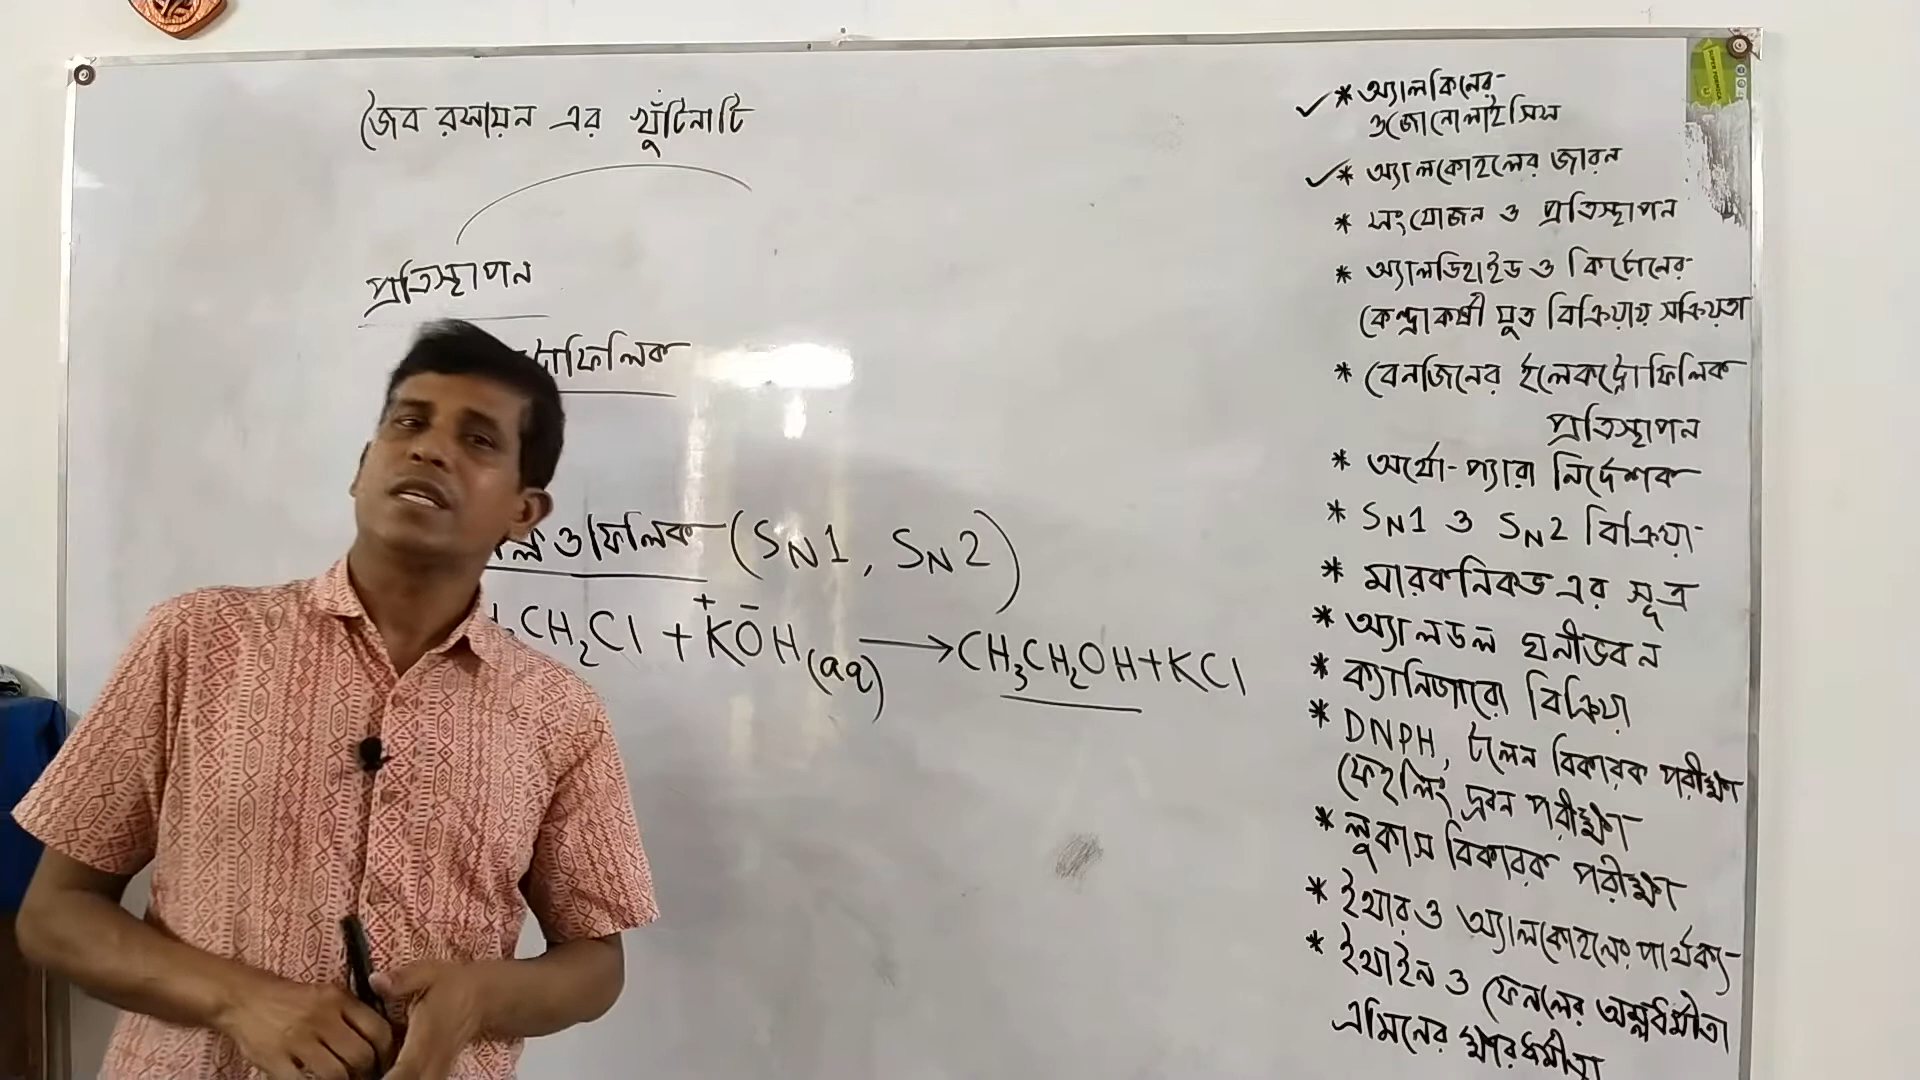 জৈব রসায়ন এর খুঁটিনাটি
প্রতিস্থাপন
ট্রোফিলিক
ক্লিওফিলিক (SN1, SN2)
CH₂Cl + K⁺O⁻H(aq) → CH₃CH₂OH + KCl
* অ্যালকিনের
ওজোনোলাইসিস
* অ্যালকোহলের জারন
* সংযোজন ও প্রতিস্থাপন
* অ্যালডিহাইড ও কিটোনের
কেন্দ্রাকর্ষী যুত বিক্রিয়ায় সক্রিয়তা
* বেনজিনের ইলেকট্রোফিলিক
প্রতিস্থাপন
* অর্থো-প্যারা নির্দেশক
* SN1 ও SN2 বিক্রিয়া
* মারকনিকভ এর সূত্র
* অ্যালডল ঘনীভবন
* ক্যানিজারো বিক্রিয়া
* DNPH, টলেন বিকারক পরীক্ষা
ফেহলিং দ্রবন পরীক্ষা
* লুকাস বিকারক পরীক্ষা
* ইথার ও অ্যালকোহলের পার্থক্য
* ইথাইন ও ফেনলের অম্লধর্মীতা
এমিনের ক্ষারধর্মীতা